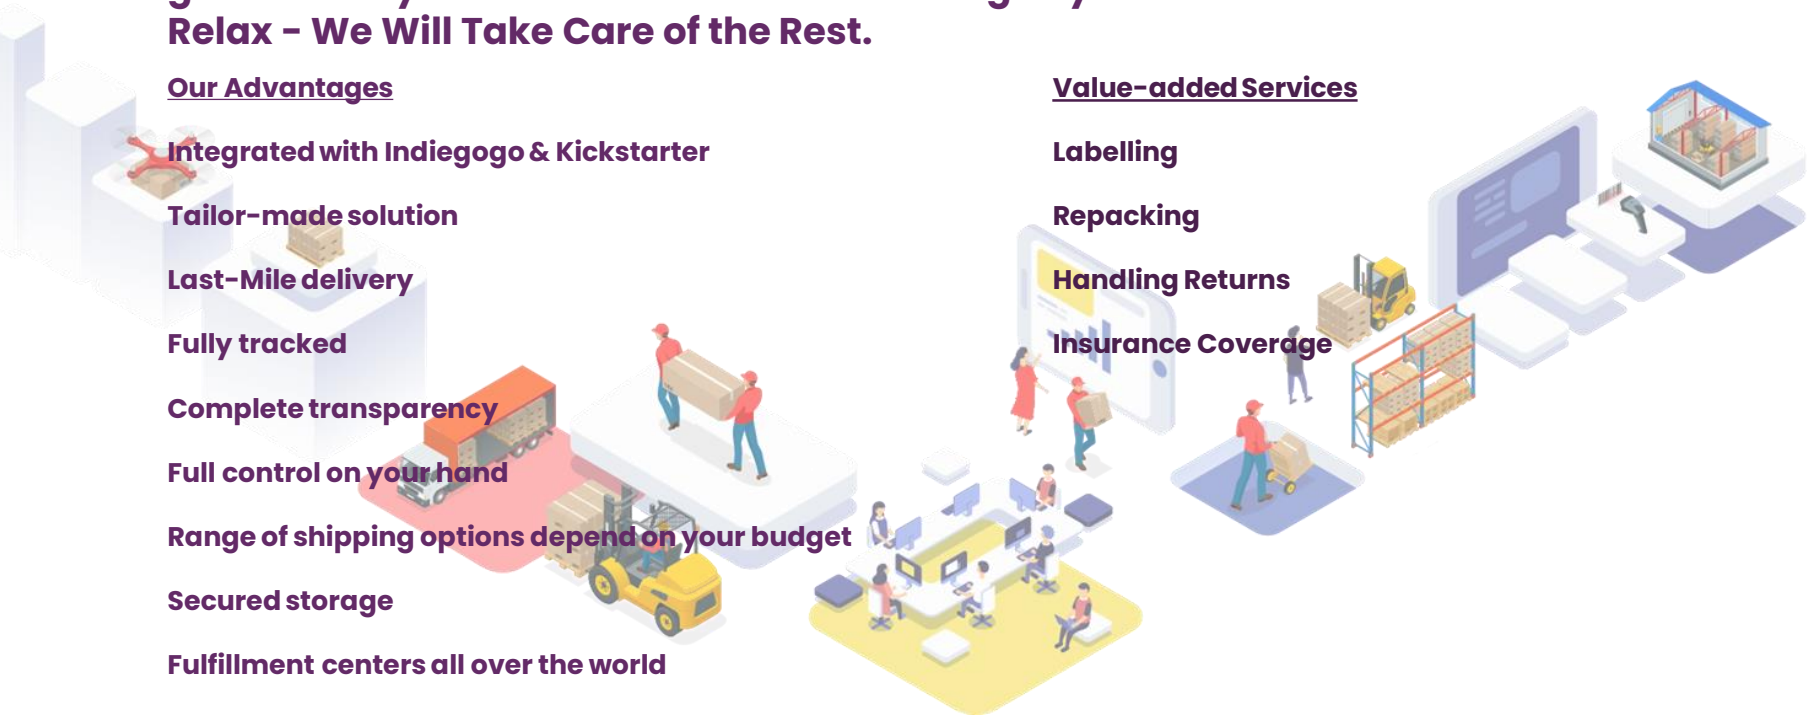 Relax - We Will Take Care of the Rest.
Our Advantages
Integrated with Indiegogo & Kickstarter
Tailor-made solution
Last-Mile delivery
Fully tracked
Complete transparency
Full control on your hand
Range of shipping options depend on your budget
Secured storage
Fulfillment centers all over the world
Value-added Services
Labelling
Repacking
Handling Returns
Insurance Coverage